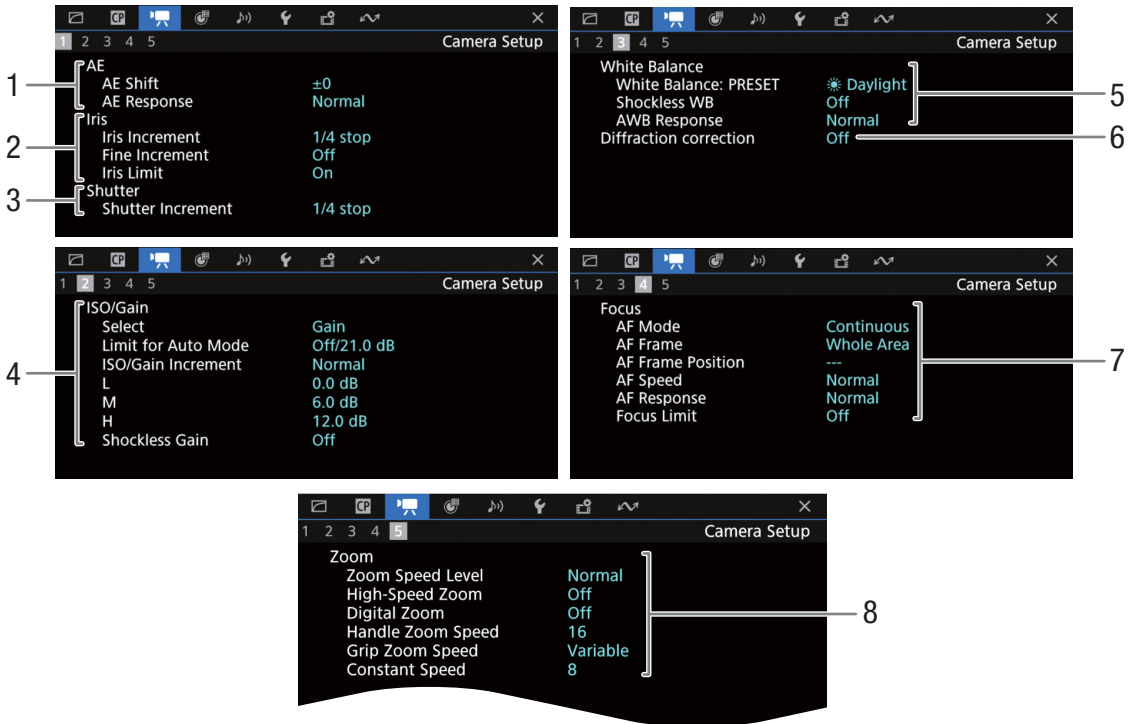 CP
1 2 3 4 5
Camera Setup
1
AE
AE Shift ±0
AE Response Normal
2
Iris
Iris Increment 1/4 stop
Fine Increment Off
Iris Limit On
3
Shutter
Shutter Increment 1/4 stop
CP
1 2 3 4 5
Camera Setup
White Balance
White Balance: PRESET Daylight
Shockless WB Off
AWB Response Normal
5
Diffraction correction Off
6
CP
1 2 3 4 5
Camera Setup
4
ISO/Gain
Select Gain
Limit for Auto Mode Off/21.0 dB
ISO/Gain Increment Normal
L 0.0 dB
M 6.0 dB
H 12.0 dB
Shockless Gain Off
CP
1 2 3 4 5
Camera Setup
Focus
AF Mode Continuous
AF Frame Whole Area
AF Frame Position ---
AF Speed Normal
AF Response Normal
Focus Limit Off
7
CP
1 2 3 4 5
Camera Setup
Zoom
Zoom Speed Level Normal
High-Speed Zoom Off
Digital Zoom Off
Handle Zoom Speed 16
Grip Zoom Speed Variable
Constant Speed 8
8